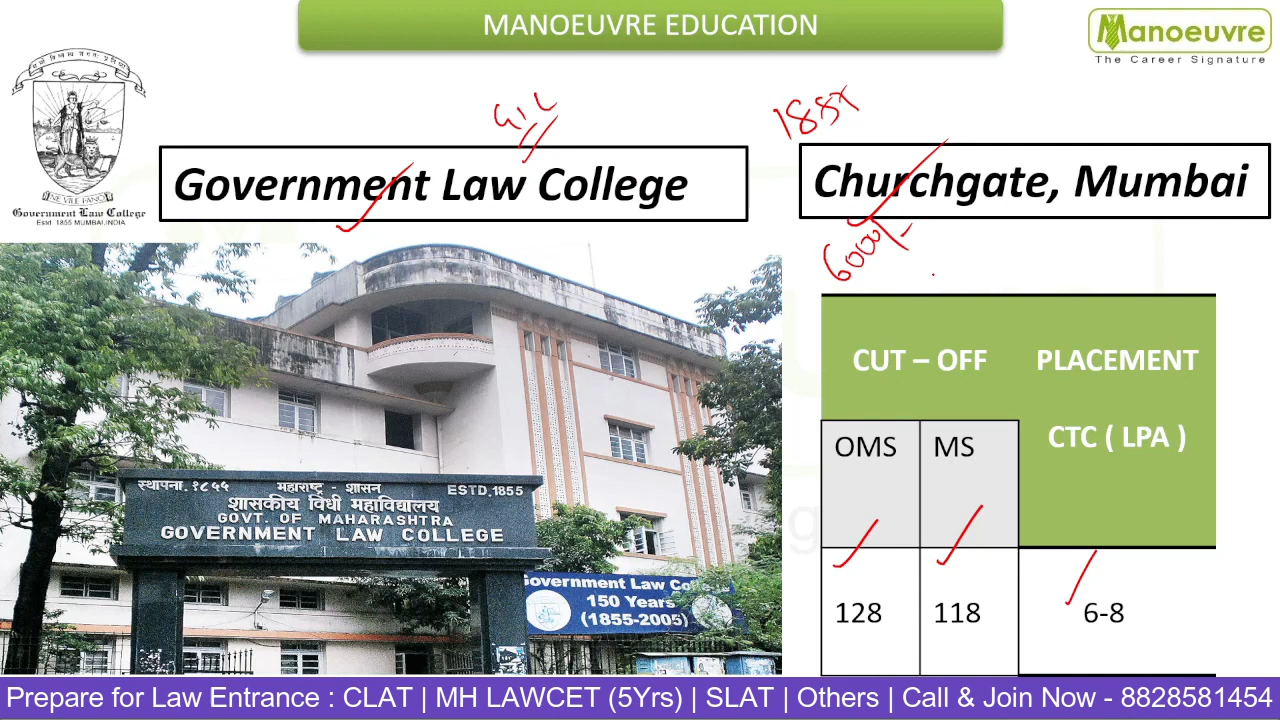 MANOEUVRE EDUCATION
Manoeuvre
The Career Signature
NE VILE FANO
Government Law College
Estd. 1855 MUMBAI, INDIA
GLC
Government Law College
Churchgate, Mumbai
6000/-
स्थापना. १८५५ महाराष्ट्र - शासन ESTD. 1855
शासकीय विधी महाविद्यालय
GOVT. OF MAHARASHTRA
GOVERNMENT LAW COLLEGE
Government Law
150 Years
(1855-2005)
CUT – OFF
PLACEMENT
CTC ( LPA )
OMS MS
128 118 6-8
Prepare for Law Entrance : CLAT | MH LAWCET (5Yrs) | SLAT | Others | Call & Join Now - 8828581454